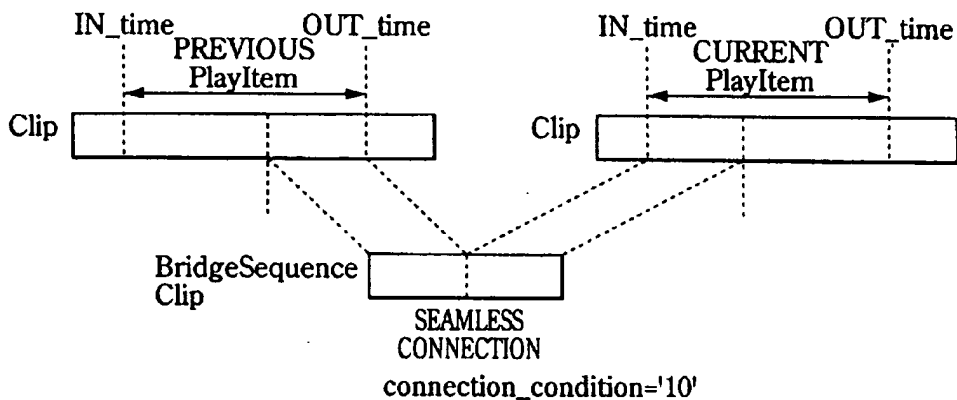 IN_time
OUT_time
PREVIOUS
PlayItem
Clip
IN_time
OUT_time
CURRENT
PlayItem
Clip
BridgeSequence
Clip
SEAMLESS
CONNECTION
connection_condition='10'